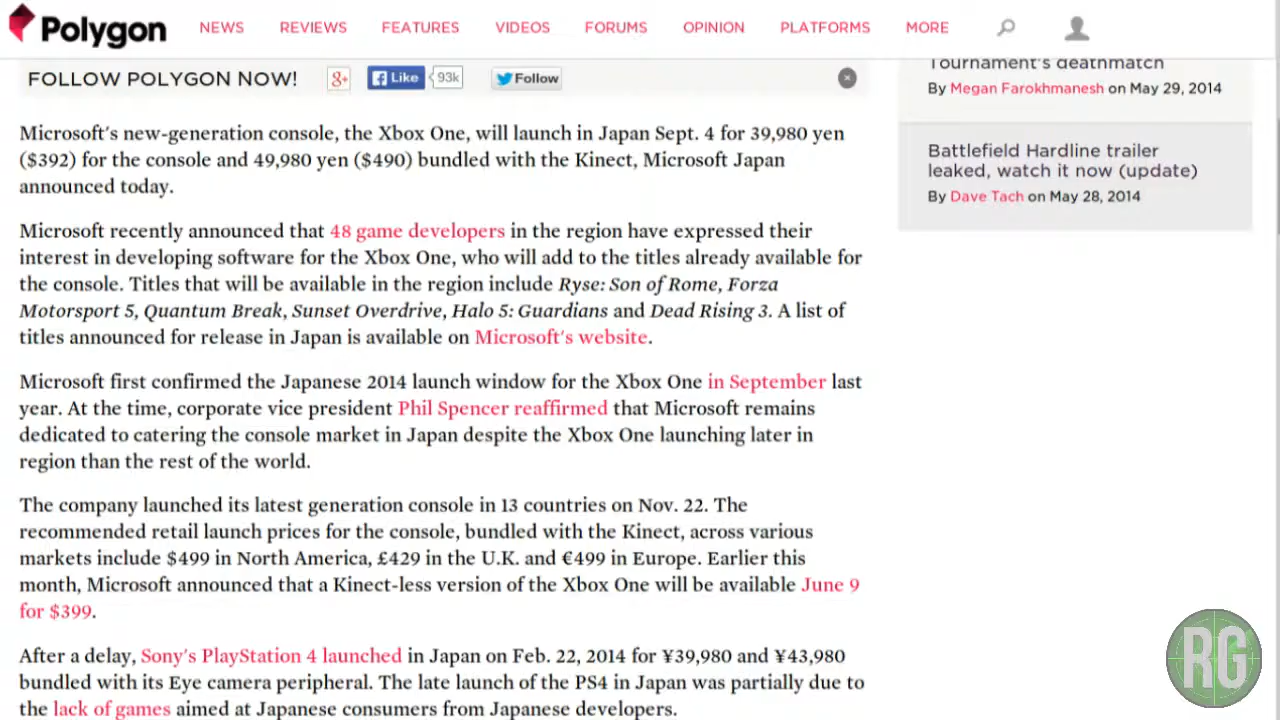 Polygon NEWS REVIEWS FEATURES VIDEOS FORUMS OPINION PLATFORMS MORE
FOLLOW POLYGON NOW! g+ Like 93k Follow
Microsoft's new-generation console, the Xbox One, will launch in Japan Sept. 4 for 39,980 yen
($392) for the console and 49,980 yen ($490) bundled with the Kinect, Microsoft Japan
announced today.
Microsoft recently announced that 48 game developers in the region have expressed their
interest in developing software for the Xbox One, who will add to the titles already available for
the console. Titles that will be available in the region include Ryse: Son of Rome, Forza
Motorsport 5, Quantum Break, Sunset Overdrive, Halo 5: Guardians and Dead Rising 3. A list of
titles announced for release in Japan is available on Microsoft's website.
Microsoft first confirmed the Japanese 2014 launch window for the Xbox One in September last
year. At the time, corporate vice president Phil Spencer reaffirmed that Microsoft remains
dedicated to catering the console market in Japan despite the Xbox One launching later in
region than the rest of the world.
The company launched its latest generation console in 13 countries on Nov. 22. The
recommended retail launch prices for the console, bundled with the Kinect, across various
markets include $499 in North America, £429 in the U.K. and €499 in Europe. Earlier this
month, Microsoft announced that a Kinect-less version of the Xbox One will be available June 9
for $399.
After a delay, Sony's PlayStation 4 launched in Japan on Feb. 22, 2014 for ¥39,980 and ¥43,980
bundled with its Eye camera peripheral. The late launch of the PS4 in Japan was partially due to
the lack of games aimed at Japanese consumers from Japanese developers.
Tournament's deathmatch
By Megan Farokhmanesh on May 29, 2014
Battlefield Hardline trailer
leaked, watch it now (update)
By Dave Tach on May 28, 2014
RG